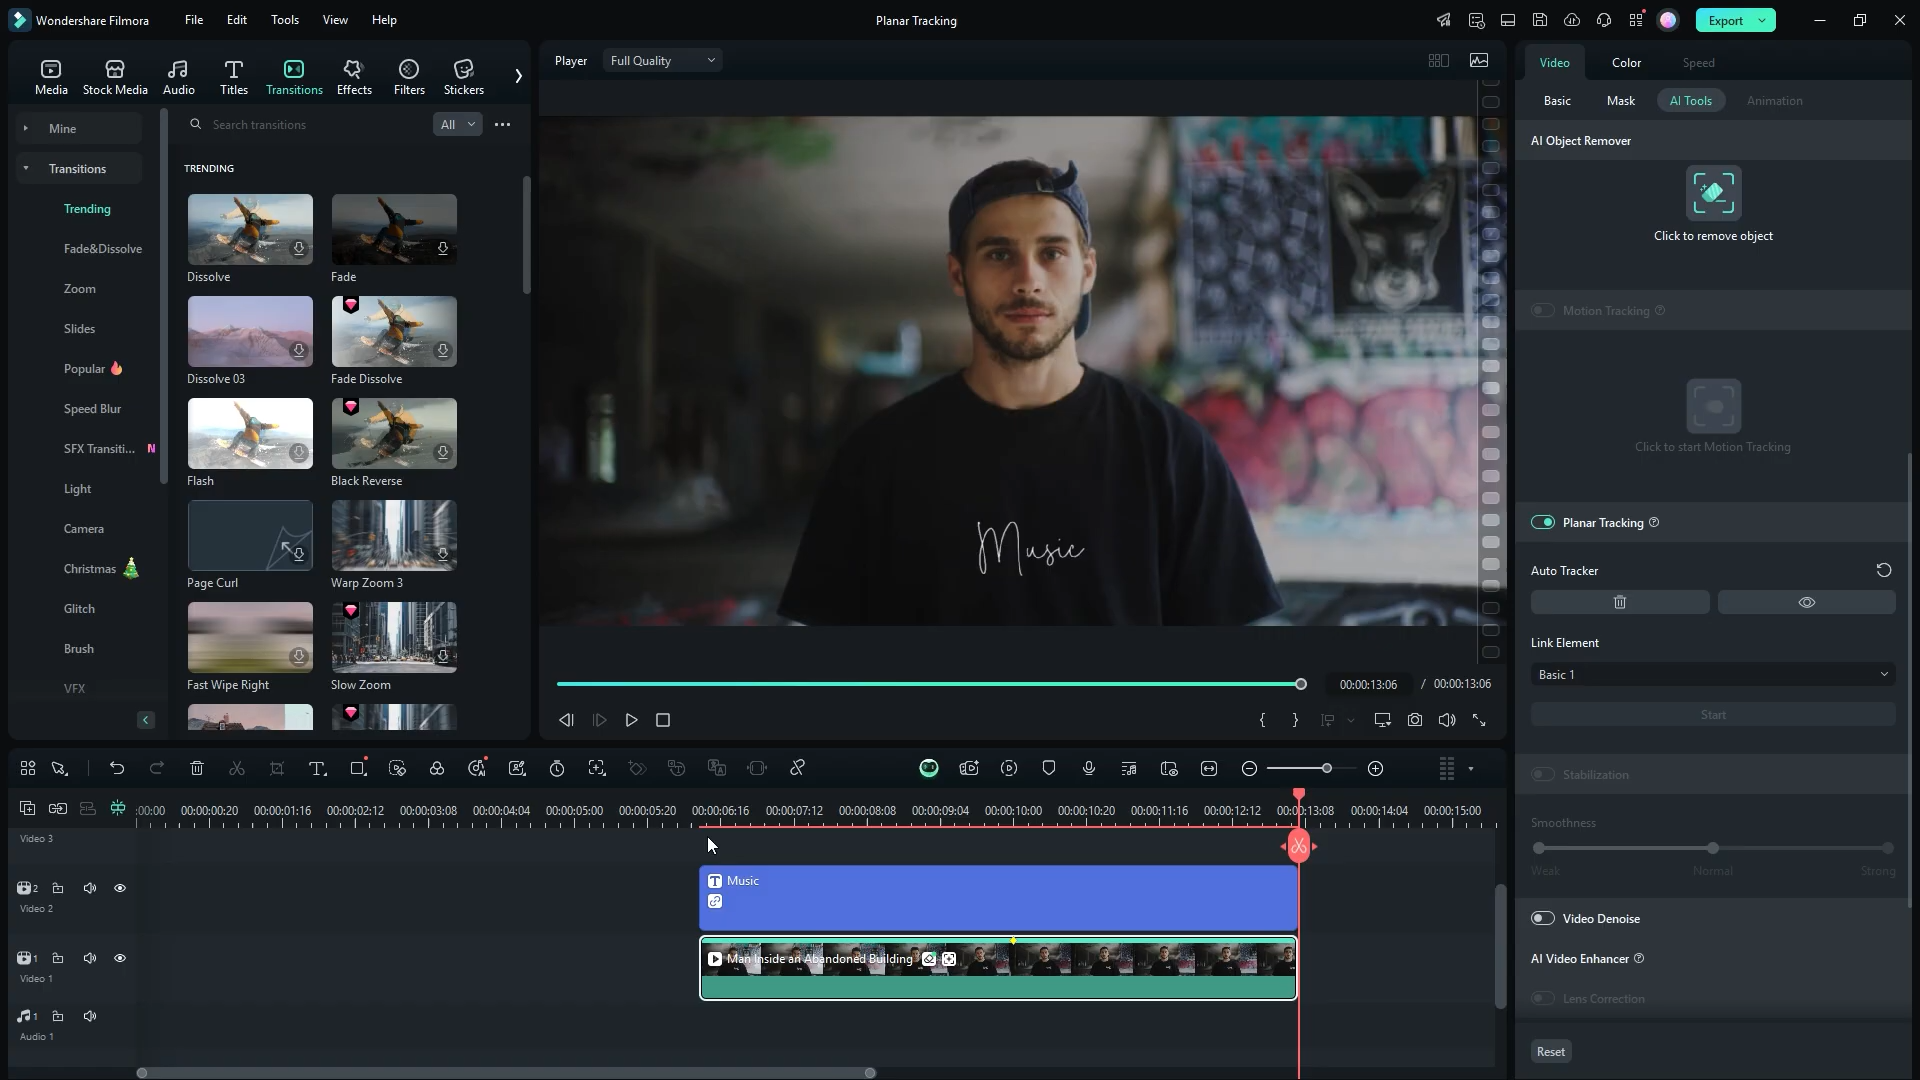 Wondershare Filmora
File
Edit
Tools
View
Help
Planar Tracking
Export
Media
Stock Media
Audio
Titles
Transitions
Effects
Filters
Stickers
Mine
Transitions
Trending
Fade&Dissolve
Zoom
Slides
Popular
Speed Blur
SFX Transiti...
N
Light
Camera
Christmas
Glitch
Brush
VFX
Search transitions
All
TRENDING
Dissolve
Fade
Dissolve 03
Fade Dissolve
Flash
Black Reverse
Page Curl
Warp Zoom 3
Fast Wipe Right
Slow Zoom
Player
Full Quality
Music
00:00:13:06 / 00:00:13:06
Video
Color
Speed
Basic
Mask
AI Tools
Animation
AI Object Remover
Click to remove object
Motion Tracking
Click to start Motion Tracking
Planar Tracking
Auto Tracker
Link Element
Basic 1
Start
Stabilization
Smoothness
Weak
Normal
Strong
Video Denoise
AI Video Enhancer
Lens Correction
Reset
:00:00 00:00:00:20 00:00:01:16 00:00:02:12 00:00:03:08 00:00:04:04 00:00:05:00 00:00:05:20 00:00:06:16 00:00:07:12 00:00:08:08 00:00:09:04 00:00:10:00 00:00:10:20 00:00:11:16 00:00:12:12 00:00:13:08 00:00:14:04 00:00:15:00
Video 3
2
Video 2
Music
1
Video 1
Man Inside an Abandoned Building
1
Audio 1